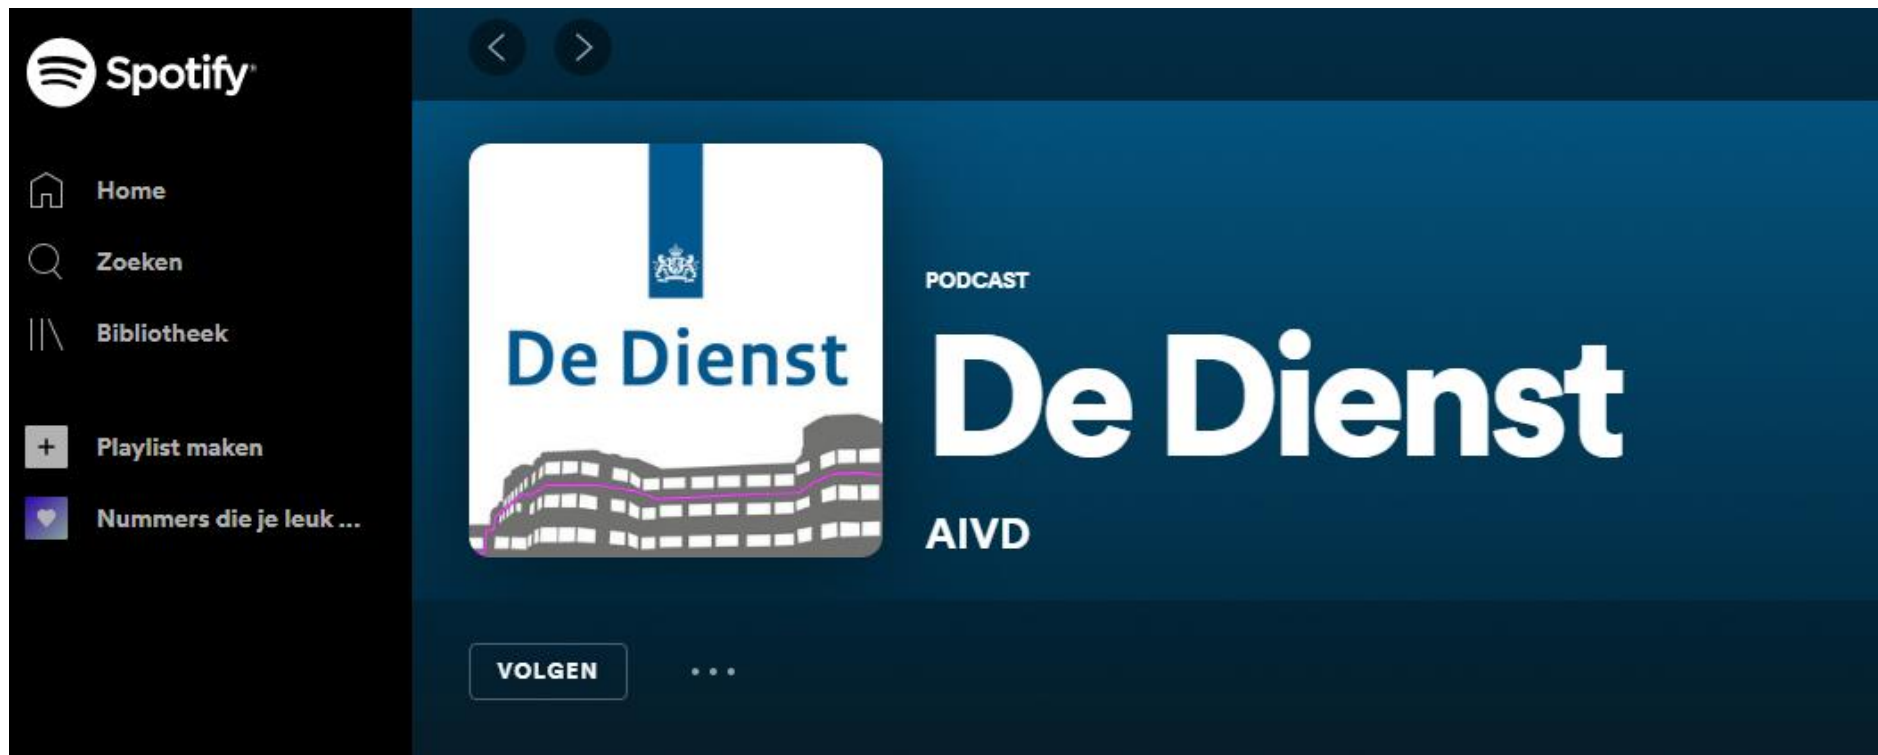 Spotify®
Home
Zoeken
Bibliotheek
Playlist maken
Nummers die je leuk ...
De Dienst
PODCAST
De Dienst
AIVD
VOLGEN